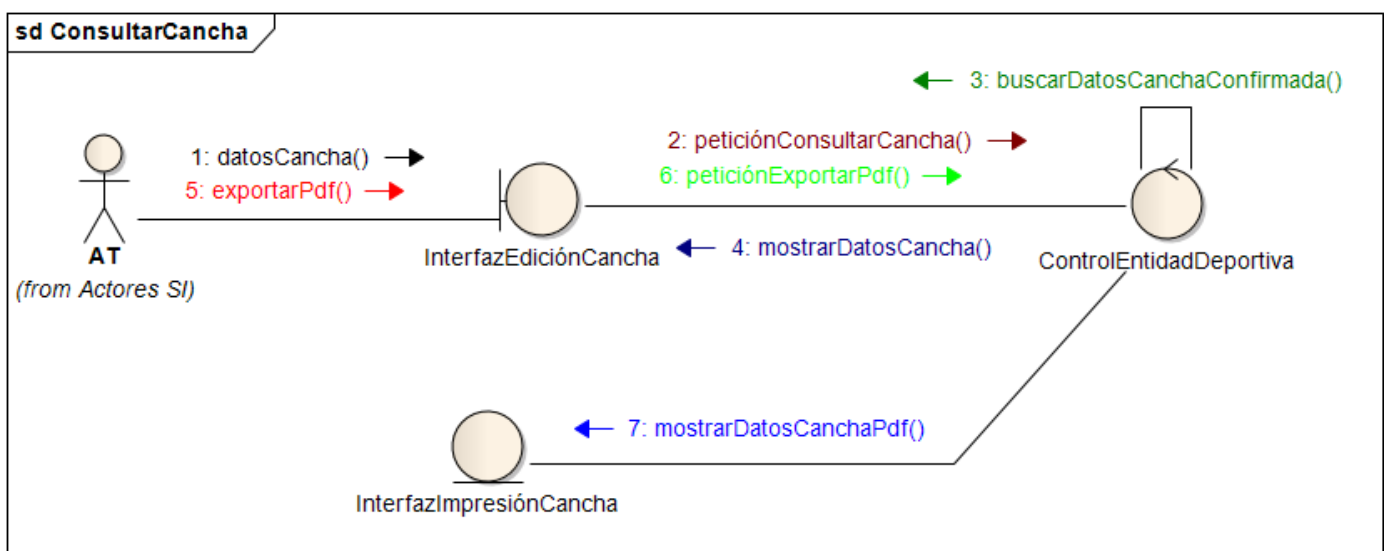 sd ConsultarCancha
3: buscarDatosCanchaConfirmada()
1: datosCancha()
2: peticiónConsultarCancha()
5: exportarPdf()
6: peticiónExportarPdf()
AT
(from Actores SI)
InterfazEdiciónCancha
4: mostrarDatosCancha()
ControlEntidadDeportiva
7: mostrarDatosCanchaPdf()
InterfazImpresiónCancha